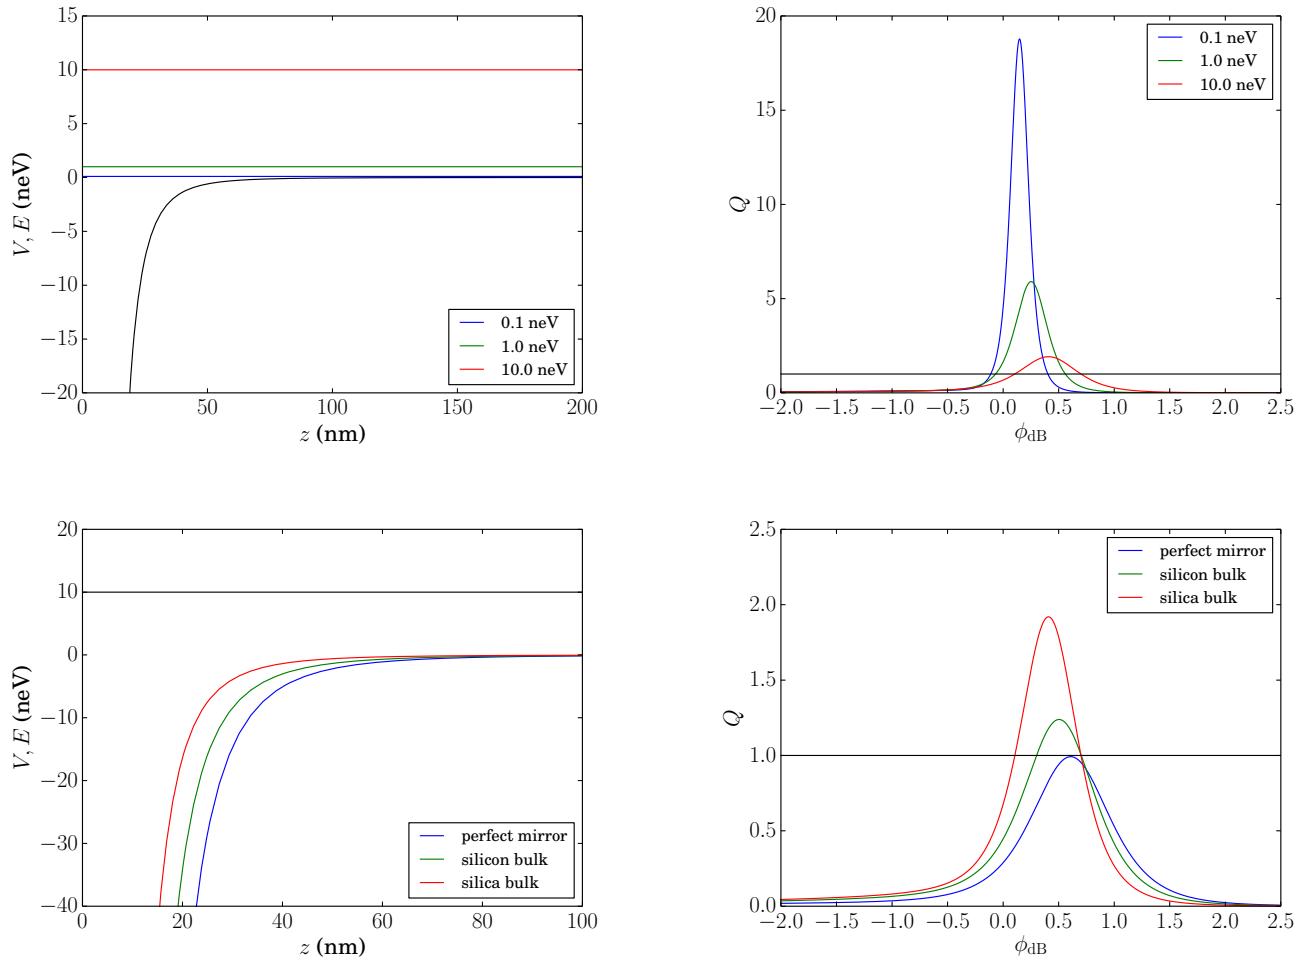 15
10
5
0
−5
−10
−15
−20
0 50 100 150 200
V, E (neV)
z (nm)
0.1 neV
1.0 neV
10.0 neV
20
15
10
5
0
−2.0 −1.5 −1.0 −0.5 0.0 0.5 1.0 1.5 2.0 2.5
Q
ϕdB
0.1 neV
1.0 neV
10.0 neV
20
10
0
−10
−20
−30
−40
0 20 40 60 80 100
V, E (neV)
z (nm)
perfect mirror
silicon bulk
silica bulk
2.5
2.0
1.5
1.0
0.5
0.0
−2.0 −1.5 −1.0 −0.5 0.0 0.5 1.0 1.5 2.0 2.5
Q
ϕdB
perfect mirror
silicon bulk
silica bulk